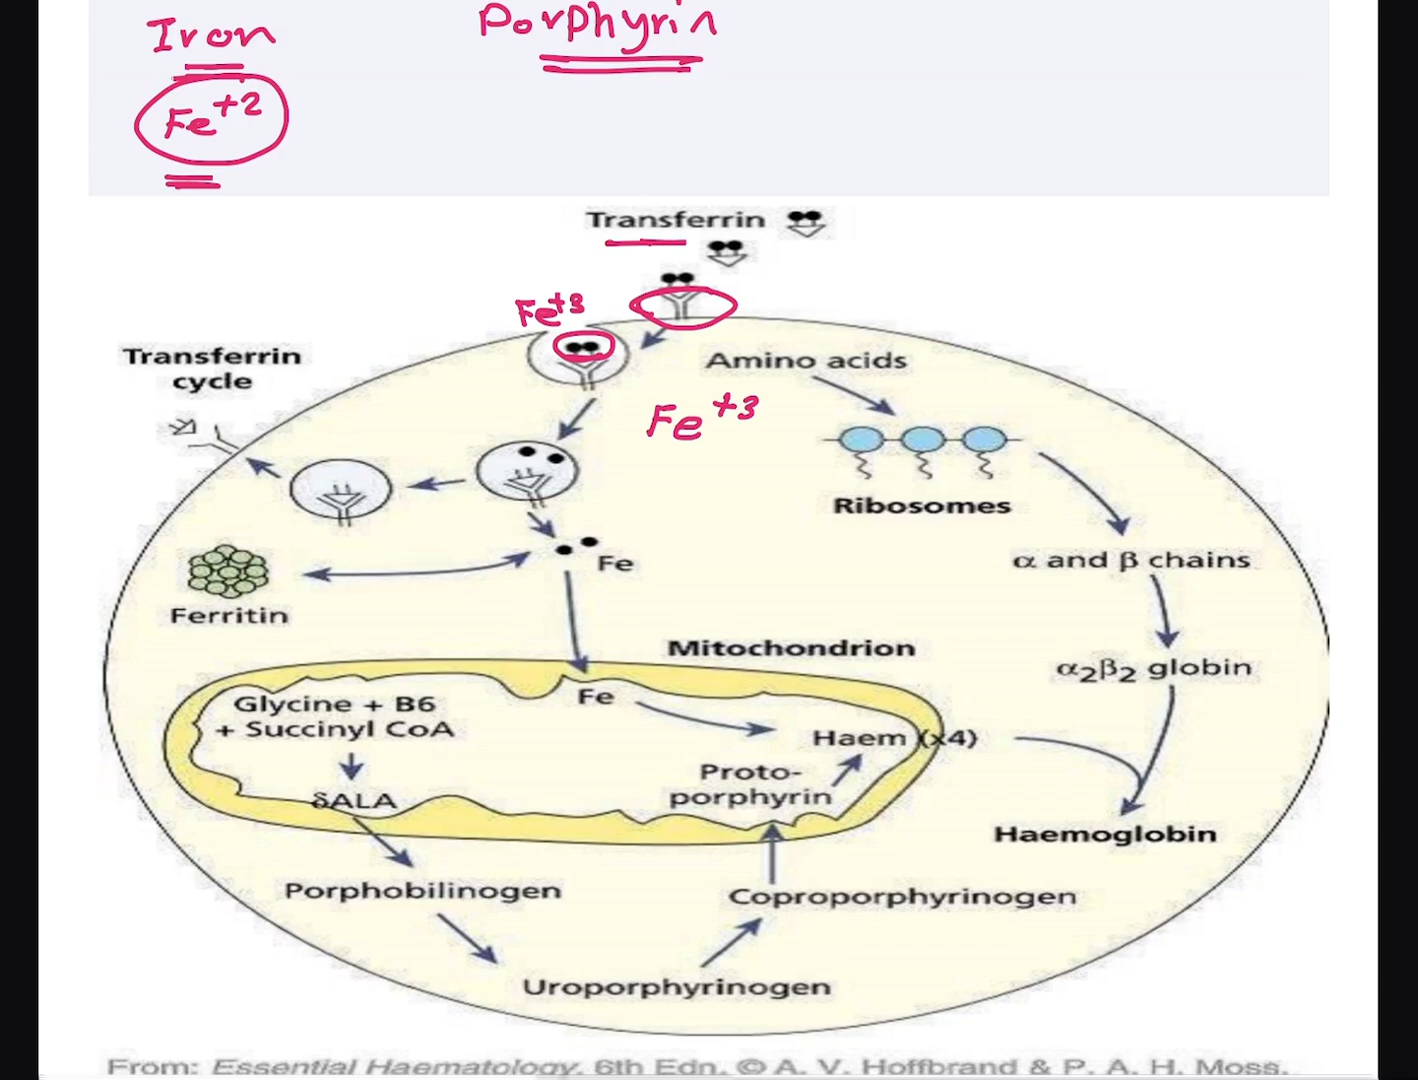 Iron
Porphyrin
Fe+2
Transferrin
Fe+3
Transferrin
cycle
Amino acids
Fe+3
Ribosomes
α and β chains
Fe
Ferritin
Mitochondrion
α2β2 globin
Glycine + B6
+ Succinyl CoA
Fe
Haem (x4)
Proto-
porphyrin
δALA
Haemoglobin
Porphobilinogen
Coproporphyrinogen
Uroporphyrinogen
From: Essential Haematology. 6th Edn. © A. V. Hoffbrand & P. A. H. Moss.